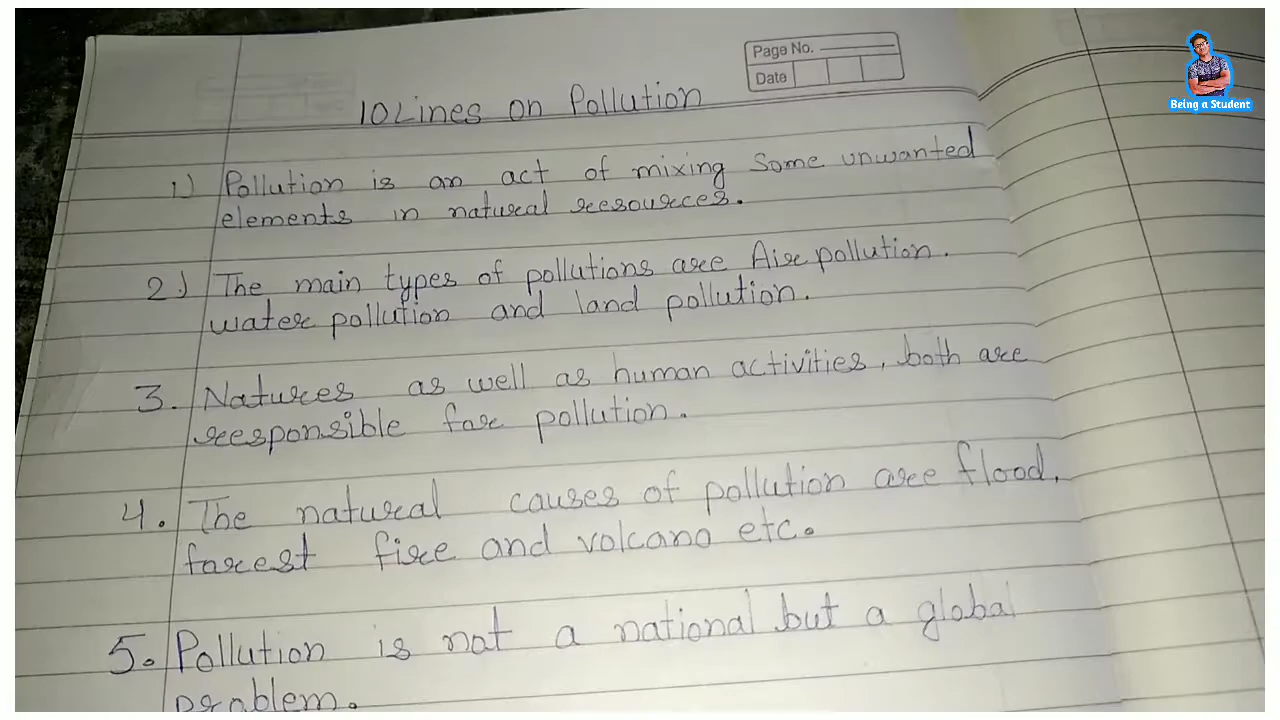 Page No.
Date
10 Lines on Pollution
Being a Student
1) Pollution is an act of mixing Some unwanted
elements in natural resources.
2) The main types of pollutions are Air pollution.
water pollution and land pollution.
3. Natures as well as human activities, both are
responsible for pollution.
4. The natural causes of pollution are flood,
forest fire and volcano etc.
5. Pollution is not a national but a global
problem.